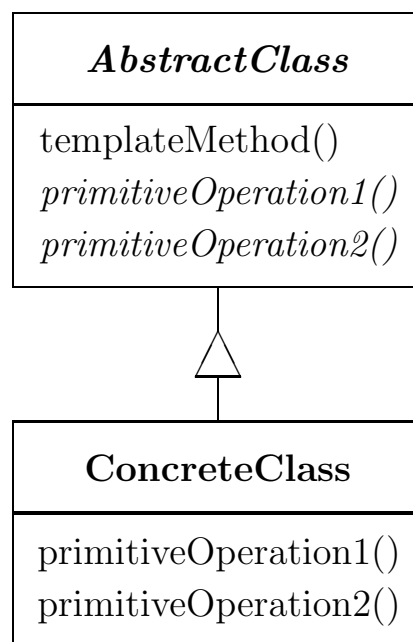 AbstractClass
templateMethod()
primitiveOperation1()
primitiveOperation2()
ConcreteClass
primitiveOperation1()
primitiveOperation2()